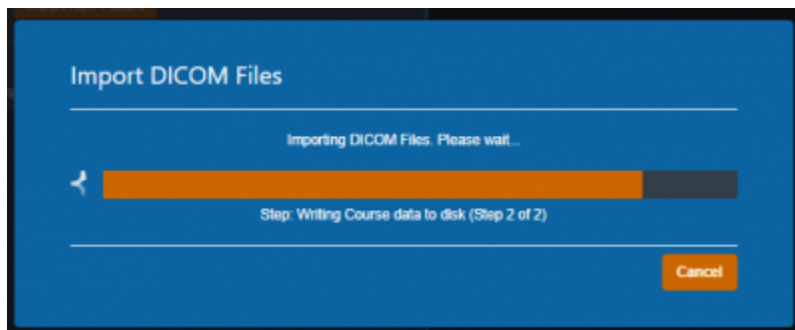 Import DICOM Files
Importing DICOM Files. Please wait...
Step: Writing Course data to disk (Step 2 of 2)
Cancel